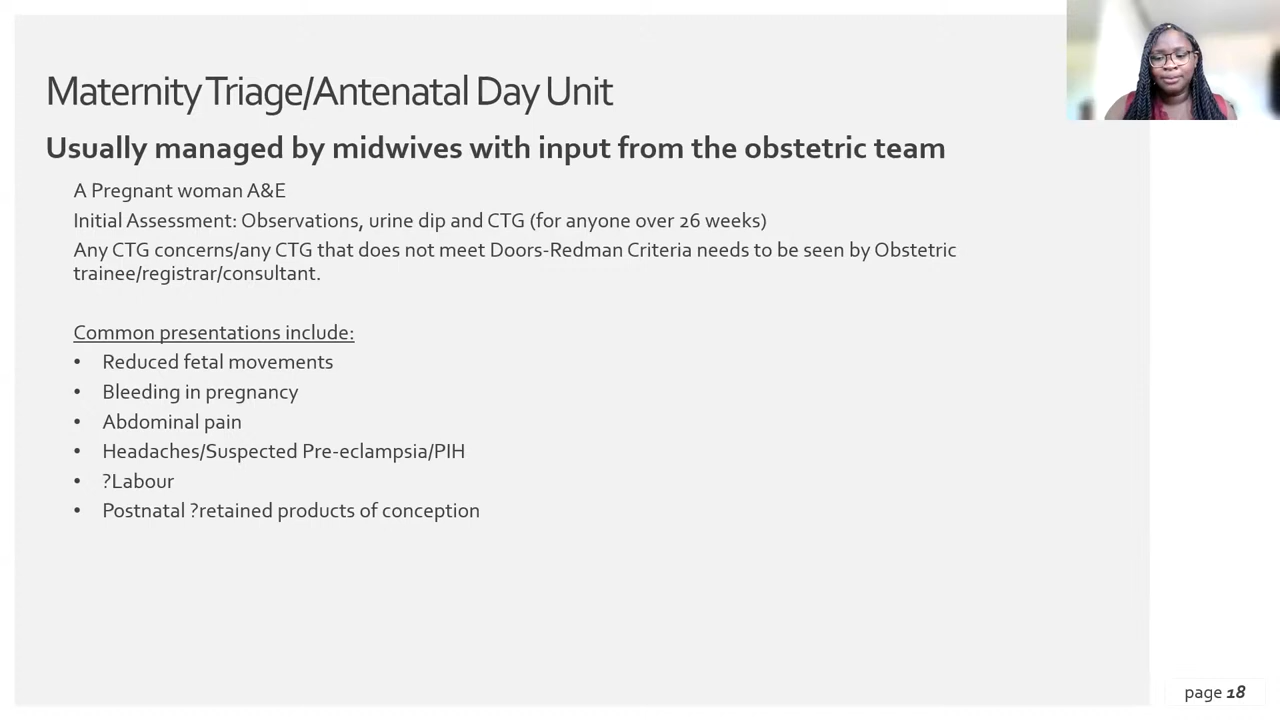 Maternity Triage/Antenatal Day Unit
Usually managed by midwives with input from the obstetric team
A Pregnant woman A&E
Initial Assessment: Observations, urine dip and CTG (for anyone over 26 weeks)
Any CTG concerns/any CTG that does not meet Doors-Redman Criteria needs to be seen by Obstetric
trainee/registrar/consultant.
Common presentations include:
• Reduced fetal movements
• Bleeding in pregnancy
• Abdominal pain
• Headaches/Suspected Pre-eclampsia/PIH
• ?Labour
• Postnatal ?retained products of conception
page 18